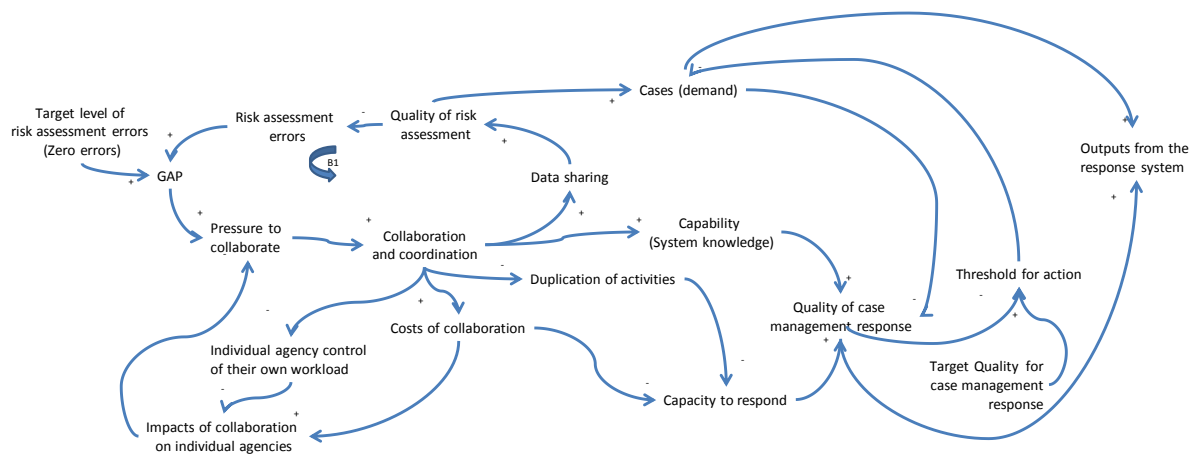 Target level of
risk assessment errors
(Zero errors)
+
+
GAP
Risk assessment
errors
B1
-
Quality of risk
assessment
+
+
Cases (demand)
-
+
Outputs from the
response system
+
Data sharing
+
+
Pressure to
collaborate
-
+
Collaboration
and coordination
+
Capability
(System knowledge)
-
Duplication of activities
+
Costs of collaboration
-
Individual agency control
of their own workload
-
+
Impacts of collaboration
on individual agencies
-
-
Capacity to respond
+
-
Quality of case
management response
+
Threshold for action
-
+
Target Quality for
case management
response